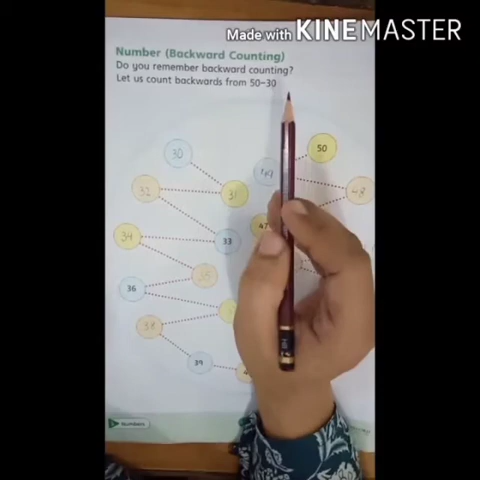 Made with KINEMASTER
Number (Backward Counting)
Do you remember backward counting?
Let us count backwards from 50-30
50
30
49
32
31
48
47
34
33
35
36
38
39
Numbers